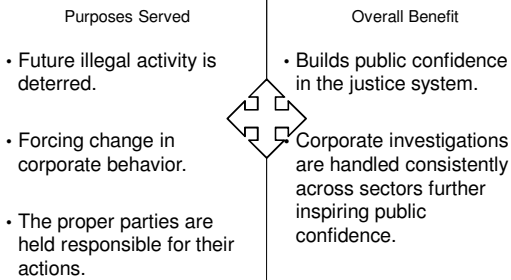 Purposes Served
• Future illegal activity is
deterred.
• Forcing change in
corporate behavior.
• The proper parties are
held responsible for their
actions.
Overall Benefit
• Builds public confidence
in the justice system.
• Corporate investigations
are handled consistently
across sectors further
inspiring public
confidence.